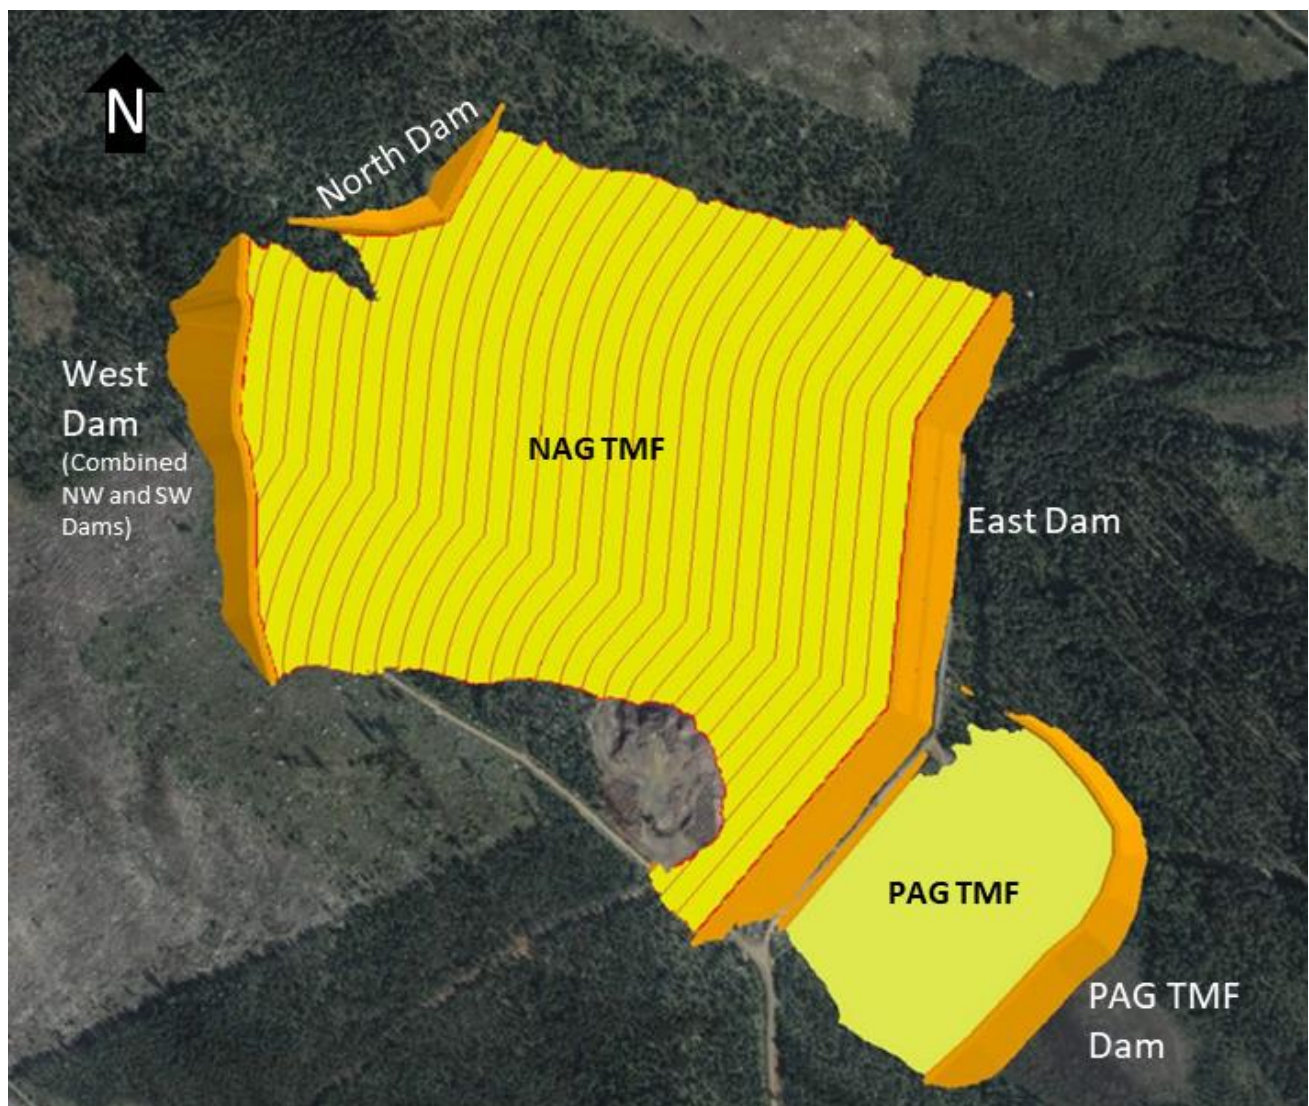 N
North Dam
West
Dam
(Combined
NW and SW
Dams)
NAG TMF
East Dam
PAG TMF
PAG TMF
Dam